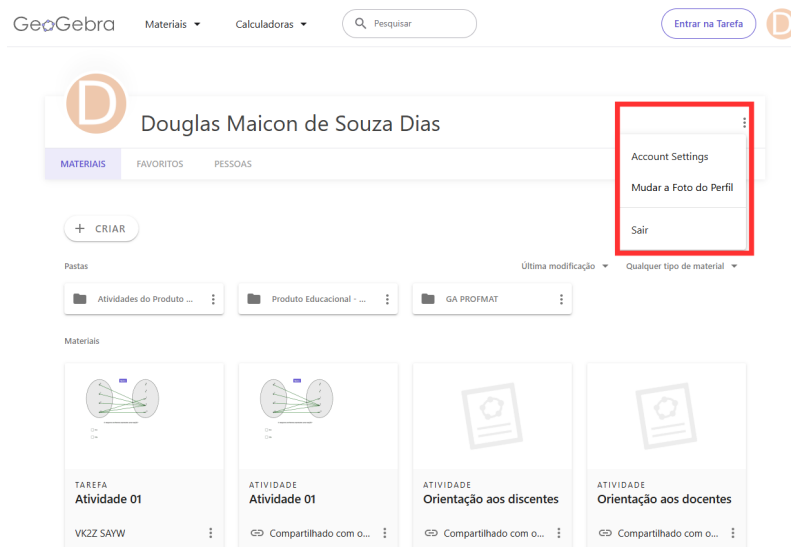 GeoGebra Materiais Calculadoras Pesquisar Entrar na Tarefa D
D
Douglas Maicon de Souza Dias
MATERIAIS FAVORITOS PESSOAS
Account Settings
Mudar a Foto do Perfil
Sair
+ CRIAR
Pastas Última modificação Qualquer tipo de material
Atividades do Produto ... Produto Educacional - ... GA PROFMAT
Materiais
TAREFA ATIVIDADE ATIVIDADE ATIVIDADE
Atividade 01 Atividade 01 Orientação aos discentes Orientação aos docentes
VK2Z SAYW Compartilhado com o... Compartilhado com o... Compartilhado com o...